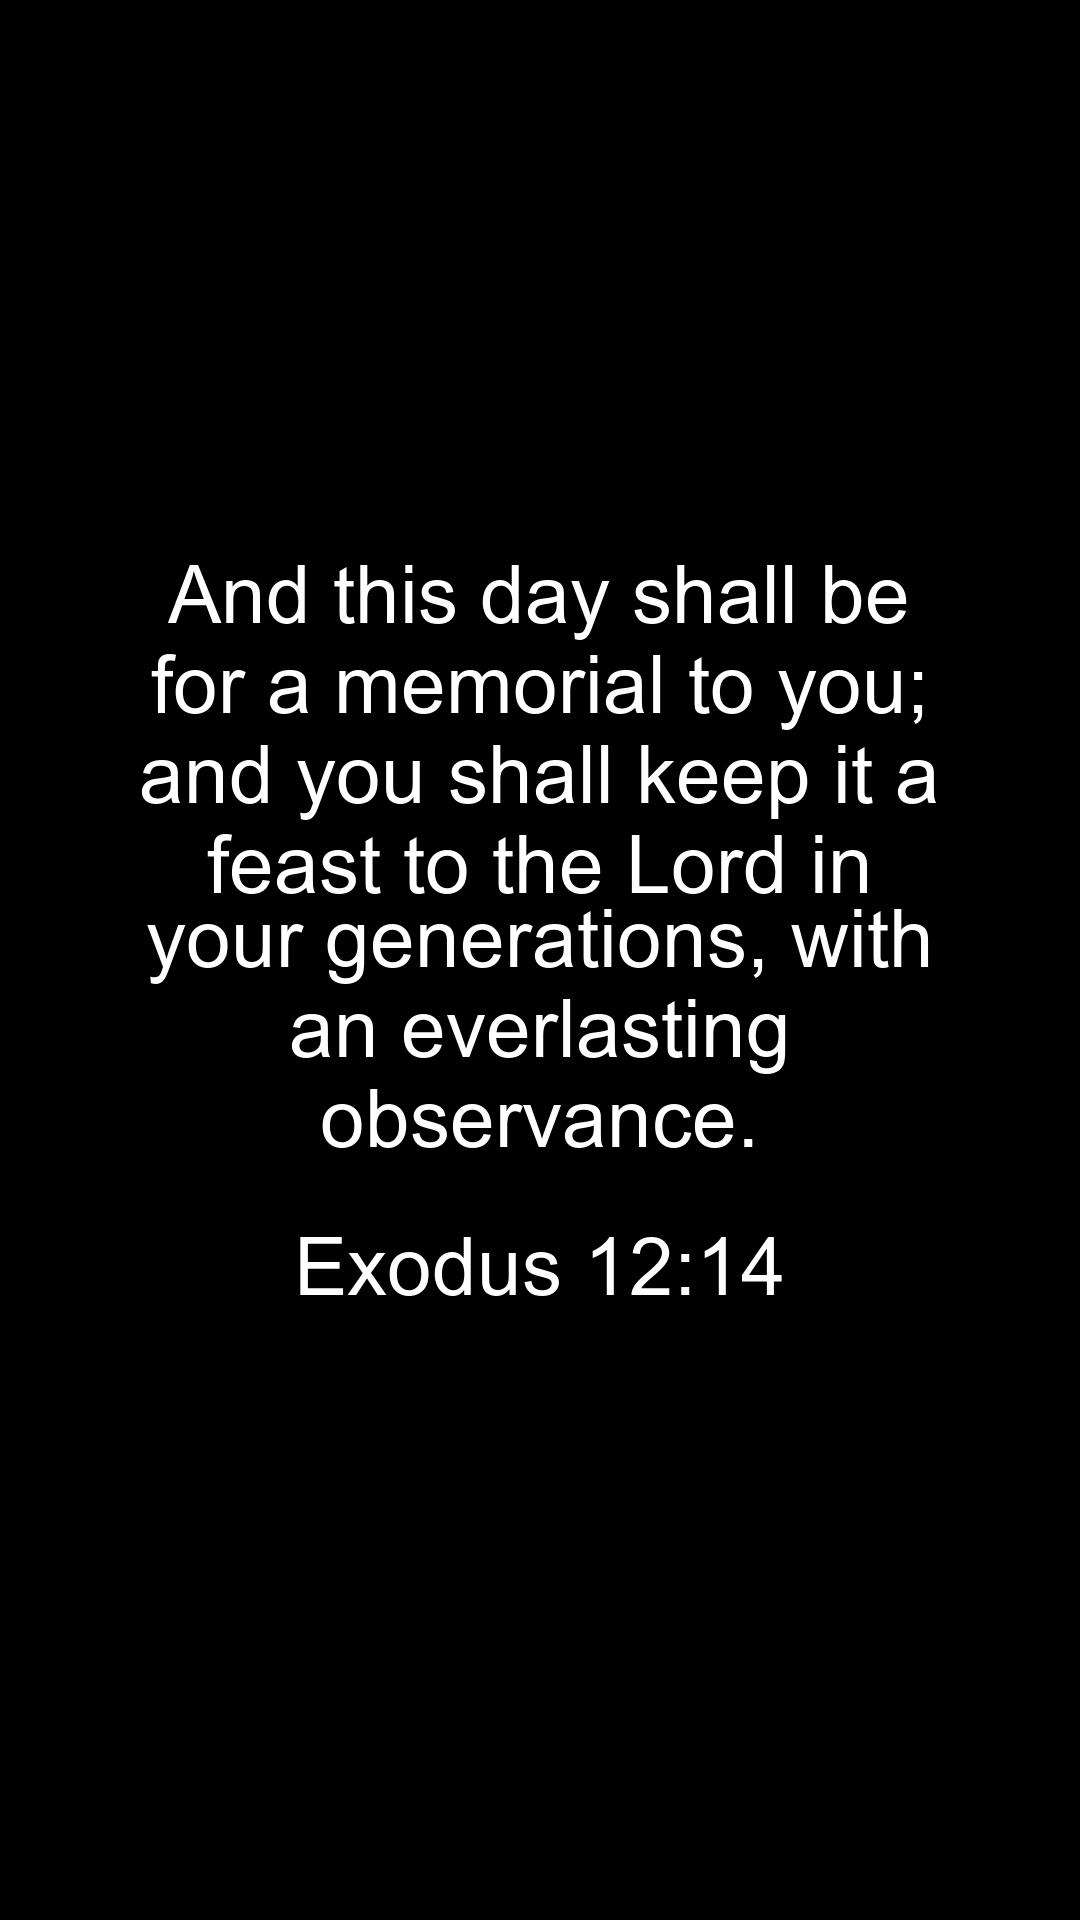 And this day shall be
for a memorial to you;
and you shall keep it a
feast to the Lord in
your generations, with
an everlasting
observance.
Exodus 12:14